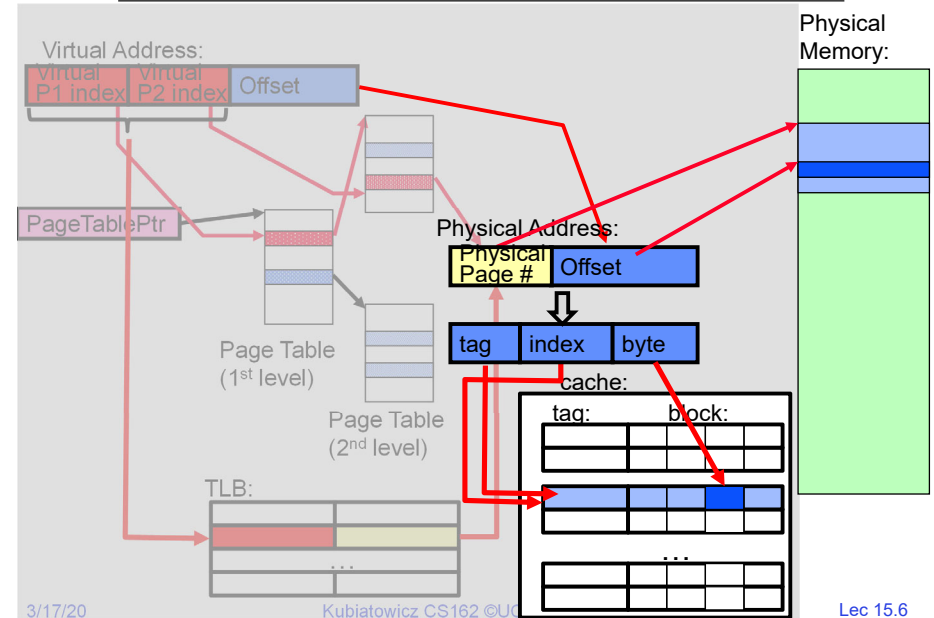 Physical
Memory:
Virtual Address:
Virtual
P1 index
Virtual
P2 index
Offset
PageTablePtr
Physical Address:
Physical
Page #
Offset
tag
index
byte
Page Table
(1st level)
cache:
tag:
block:
Page Table
(2nd level)
TLB:
...
...
3/17/20
Kubiatowicz CS162 ©UC
Lec 15.6